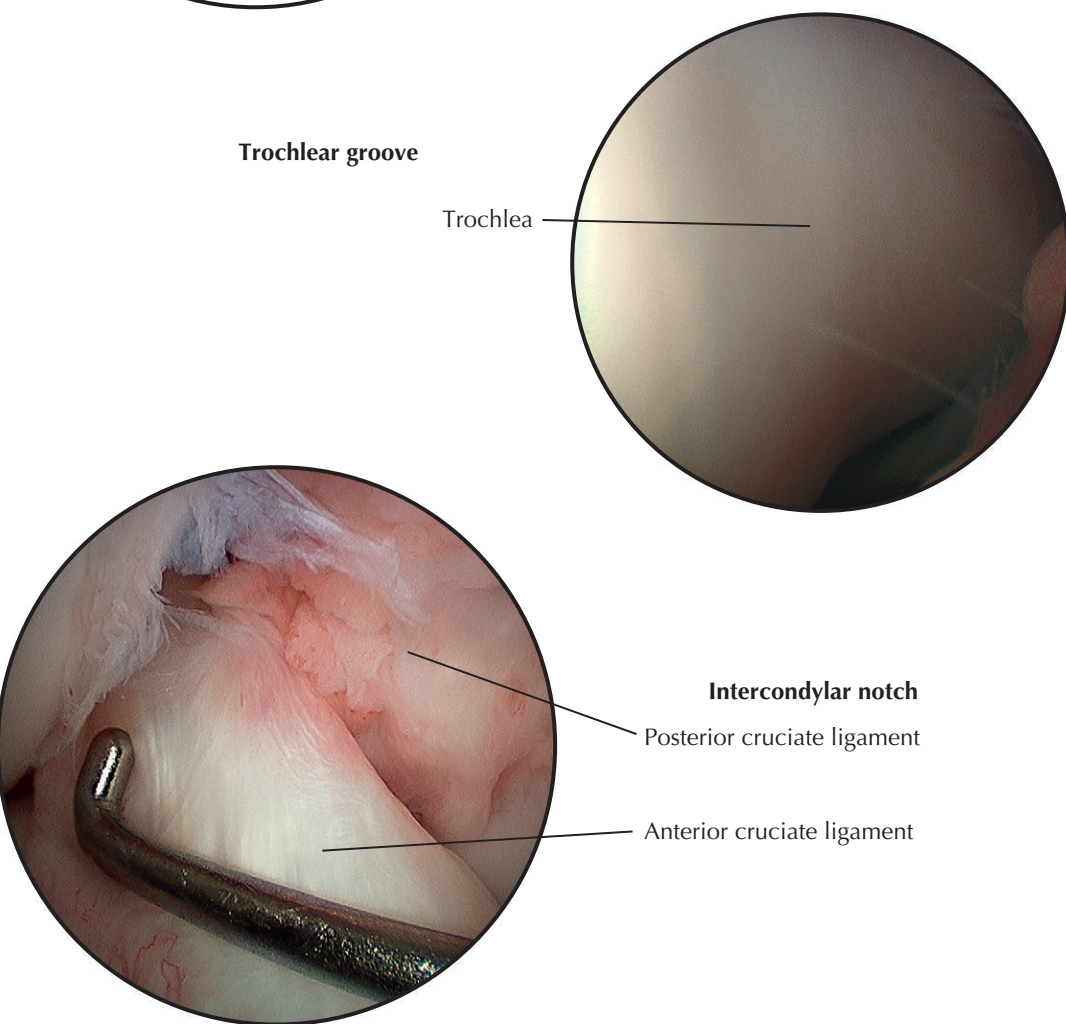 Trochlear groove
Trochlea
Intercondylar notch
Posterior cruciate ligament
Anterior cruciate ligament